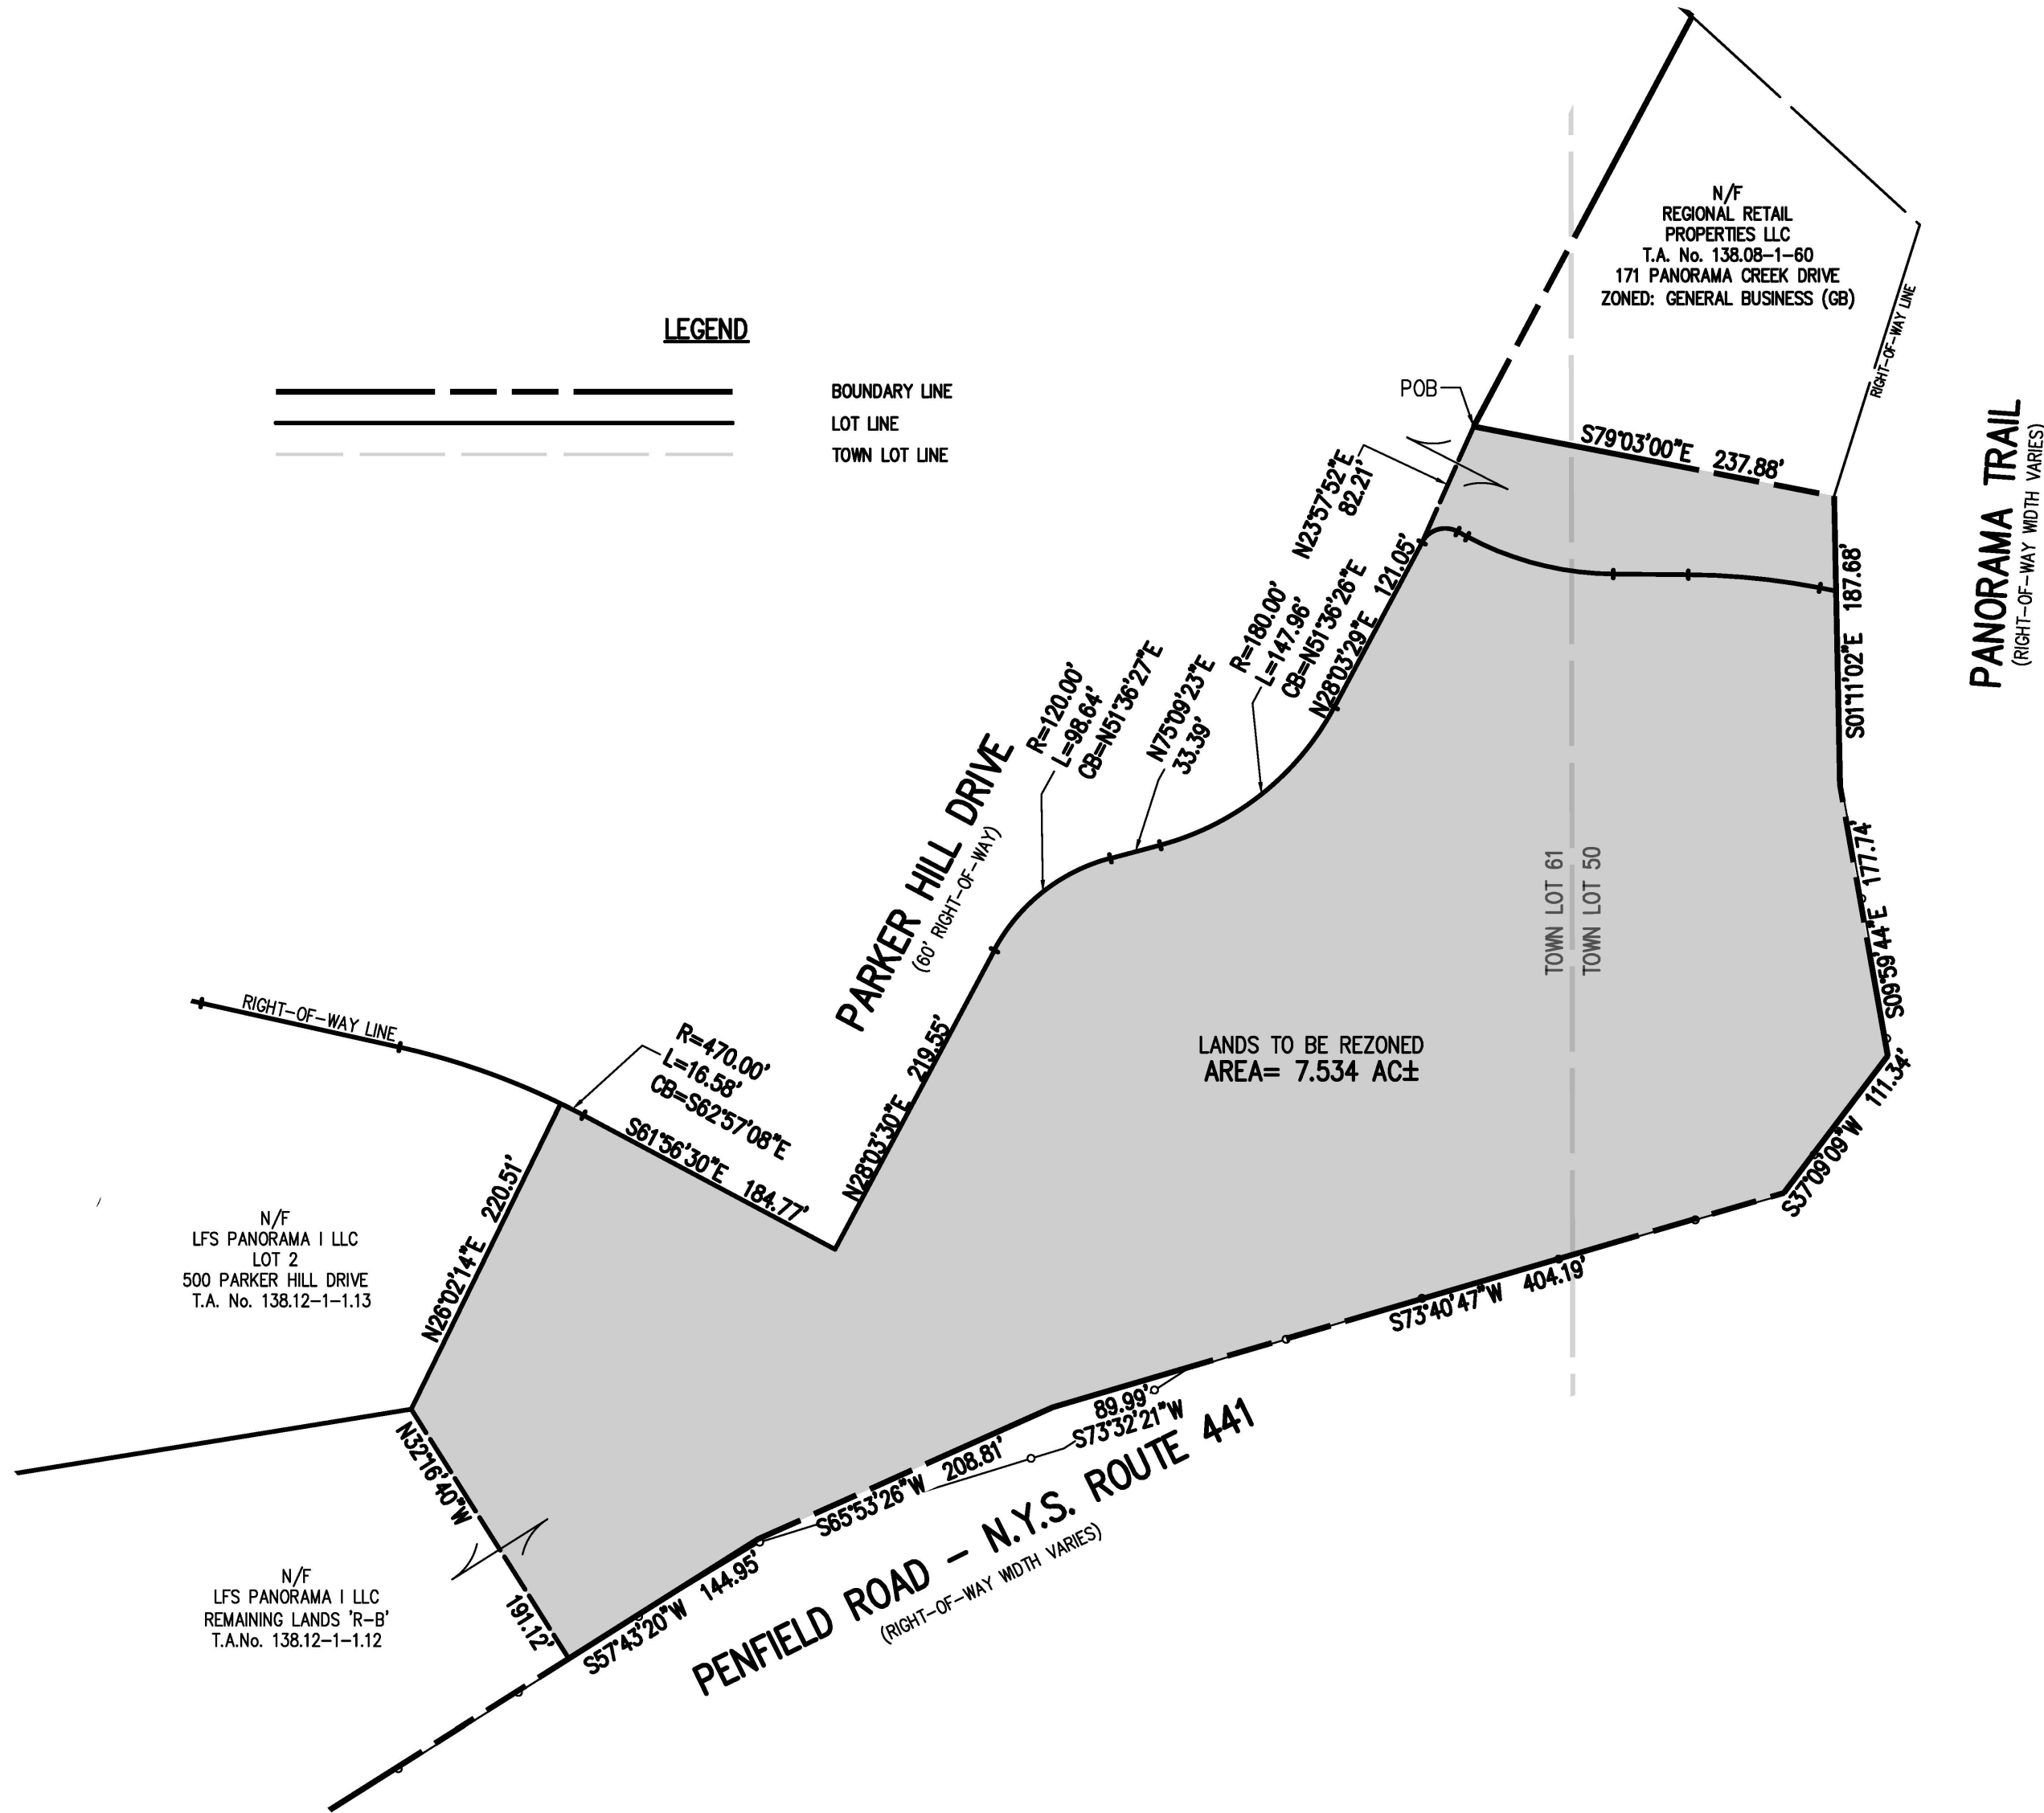 N/F
REGIONAL RETAIL
PROPERTIES LLC
T.A. No. 138.08-1-60
171 PANORAMA CREEK DRIVE
ZONED: GENERAL BUSINESS (GB)
RIGHT-OF-WAY LINE
LEGEND
BOUNDARY LINE
LOT LINE
TOWN LOT LINE
POB
S79°03'00"E 237.88'
PANORAMA TRAIL
(RIGHT-OF-WAY WIDTH VARIES)
N23°57'52"E
82.21'
S01°11'02"E 187.68'
N28°03'29"E 121.05'
R=180.00'
L=147.96'
CB=N51°36'26"E
N75°09'23"E
33.39'
R=120.00'
L=98.64'
CB=N51°36'27"E
PARKER HILL DRIVE
(60' RIGHT-OF-WAY)
TOWN LOT 61
TOWN LOT 50
S09°59'44"E 177.74'
RIGHT-OF-WAY LINE
R=470.00'
L=16.58'
CB=S62°57'08"E
S61°56'30"E 184.77'
N28°03'30"E 219.55'
LANDS TO BE REZONED
AREA= 7.534 AC±
S37°09'09"W 111.34'
N26°02'14"E 220.51'
N/F
LFS PANORAMA I LLC
LOT 2
500 PARKER HILL DRIVE
T.A. No. 138.12-1-1.13
S73°40'47"W 404.19'
89.99'
S73°32'21"W
S65°53'26"W 208.81'
PENFIELD ROAD - N.Y.S. ROUTE 441
(RIGHT-OF-WAY WIDTH VARIES)
N32°16'40"W
191.12'
S57°43'20"W 144.95'
N/F
LFS PANORAMA I LLC
REMAINING LANDS 'R-B'
T.A.No. 138.12-1-1.12